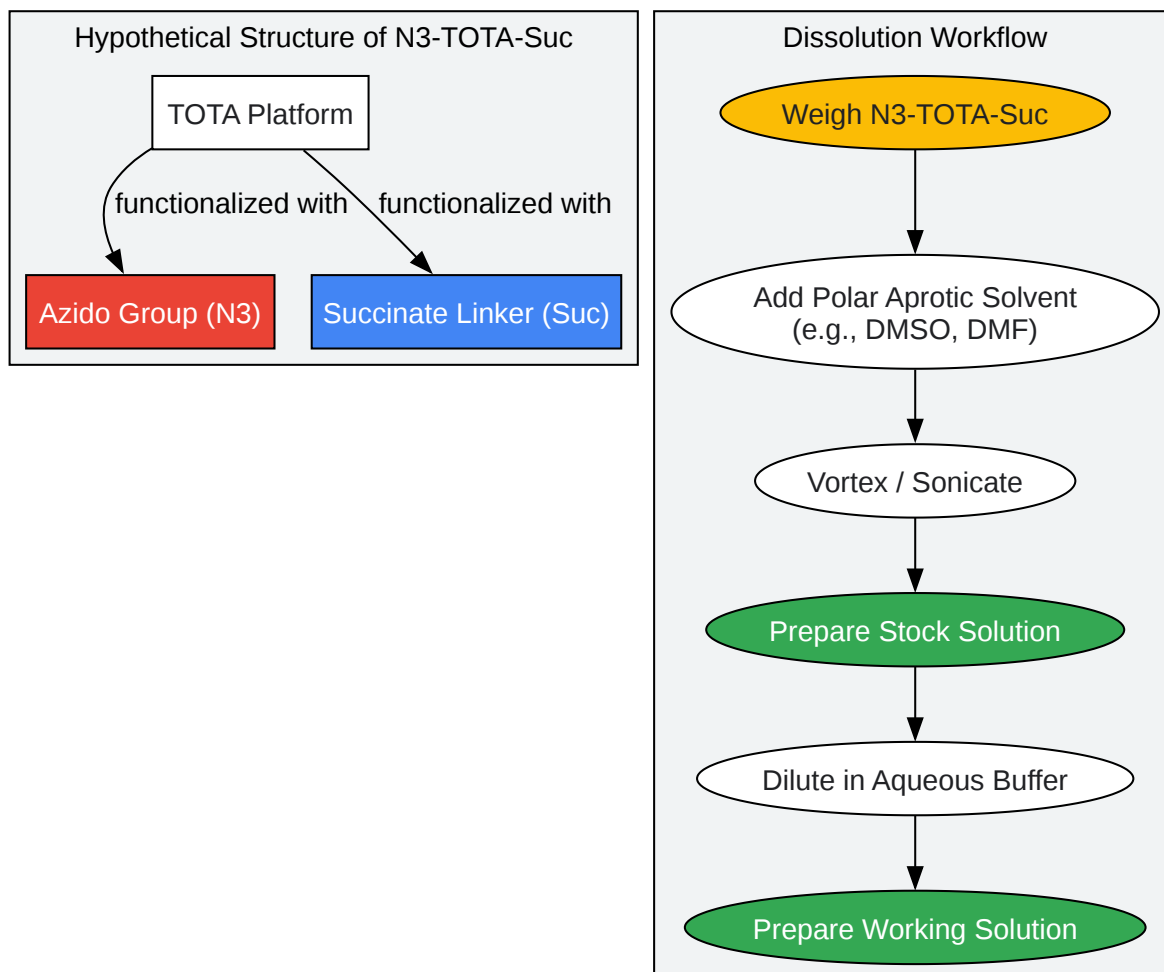 Hypothetical Structure of N3-TOTA-Suc
TOTA Platform
functionalized with
functionalized with
Azido Group (N3)
Succinate Linker (Suc)
Dissolution Workflow
Weigh N3-TOTA-Suc
Add Polar Aprotic Solvent
(e.g., DMSO, DMF)
Vortex / Sonicate
Prepare Stock Solution
Dilute in Aqueous Buffer
Prepare Working Solution